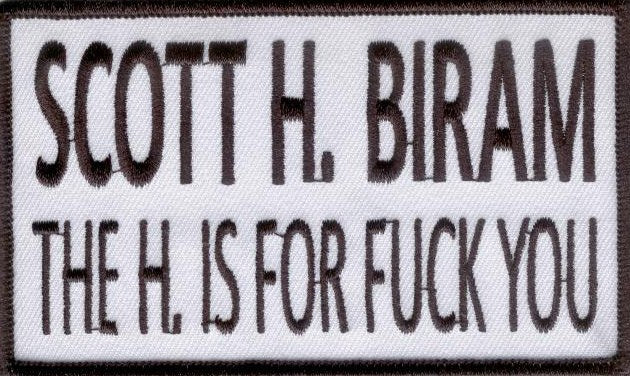 SCOTT H. BIRAM
THE H. IS FOR FUCK YOU